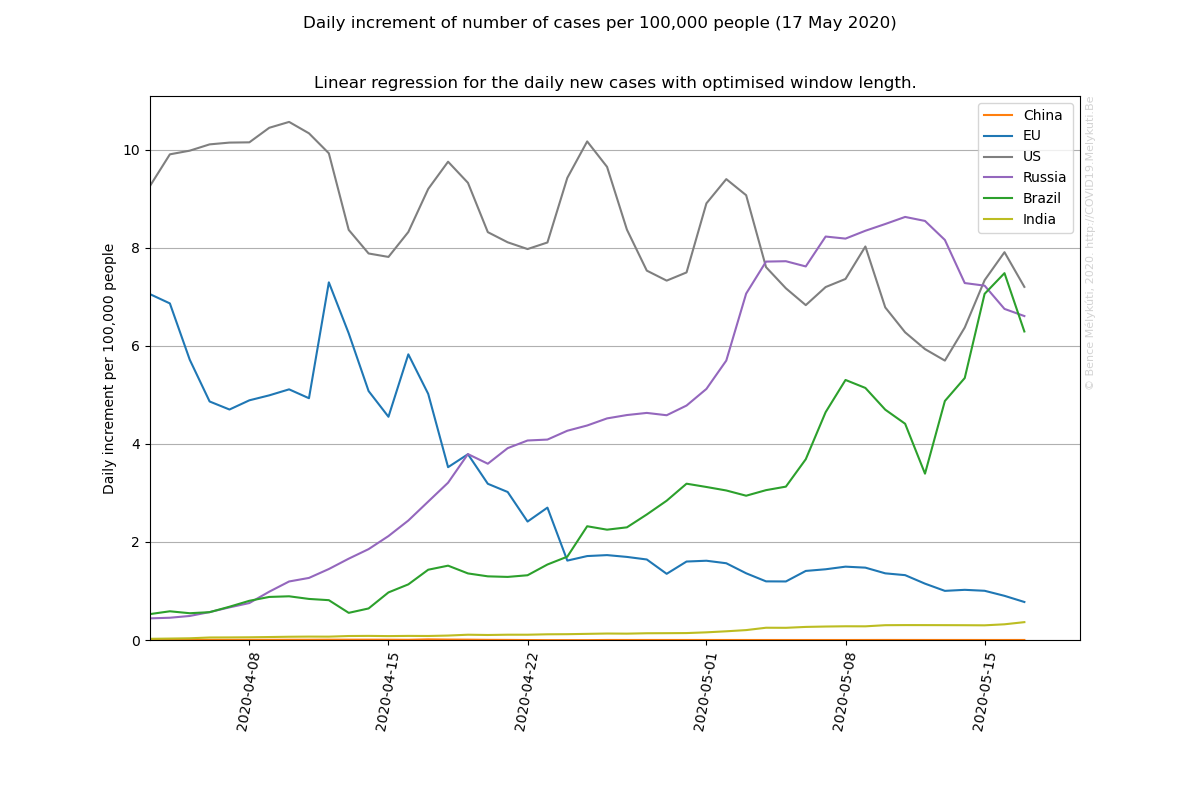 Daily increment of number of cases per 100,000 people (17 May 2020)
Linear regression for the daily new cases with optimised window length.
Daily increment per 100,000 people
10
8
6
4
2
0
China
EU
US
Russia
Brazil
India
2020-04-08
2020-04-15
2020-04-22
2020-05-01
2020-05-08
2020-05-15
© Bence Mélykúti, 2020. http://COVID19.Melykuti.Be